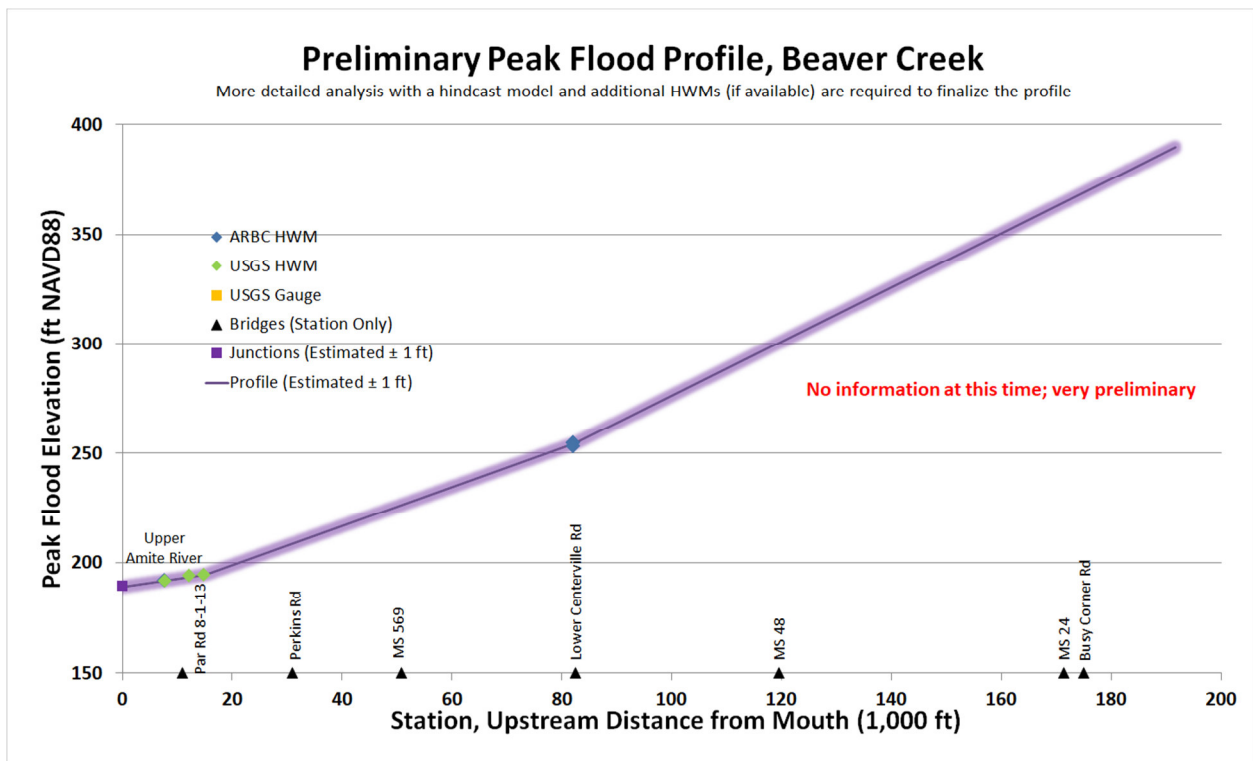 Preliminary Peak Flood Profile, Beaver Creek
More detailed analysis with a hindcast model and additional HWMs (if available) are required to finalize the profile
Peak Flood Elevation (ft NAVD88)
400
350
300
250
200
150
ARBC HWM
USGS HWM
USGS Gauge
Bridges (Station Only)
Junctions (Estimated ± 1 ft)
Profile (Estimated ± 1 ft)
No information at this time; very preliminary
Upper
Amite River
Par Rd 8-1-13
Perkins Rd
MS 569
Lower Centerville Rd
MS 48
MS 24
Busy Corner Rd
0 20 40 60 80 100 120 140 160 180 200
Station, Upstream Distance from Mouth (1,000 ft)